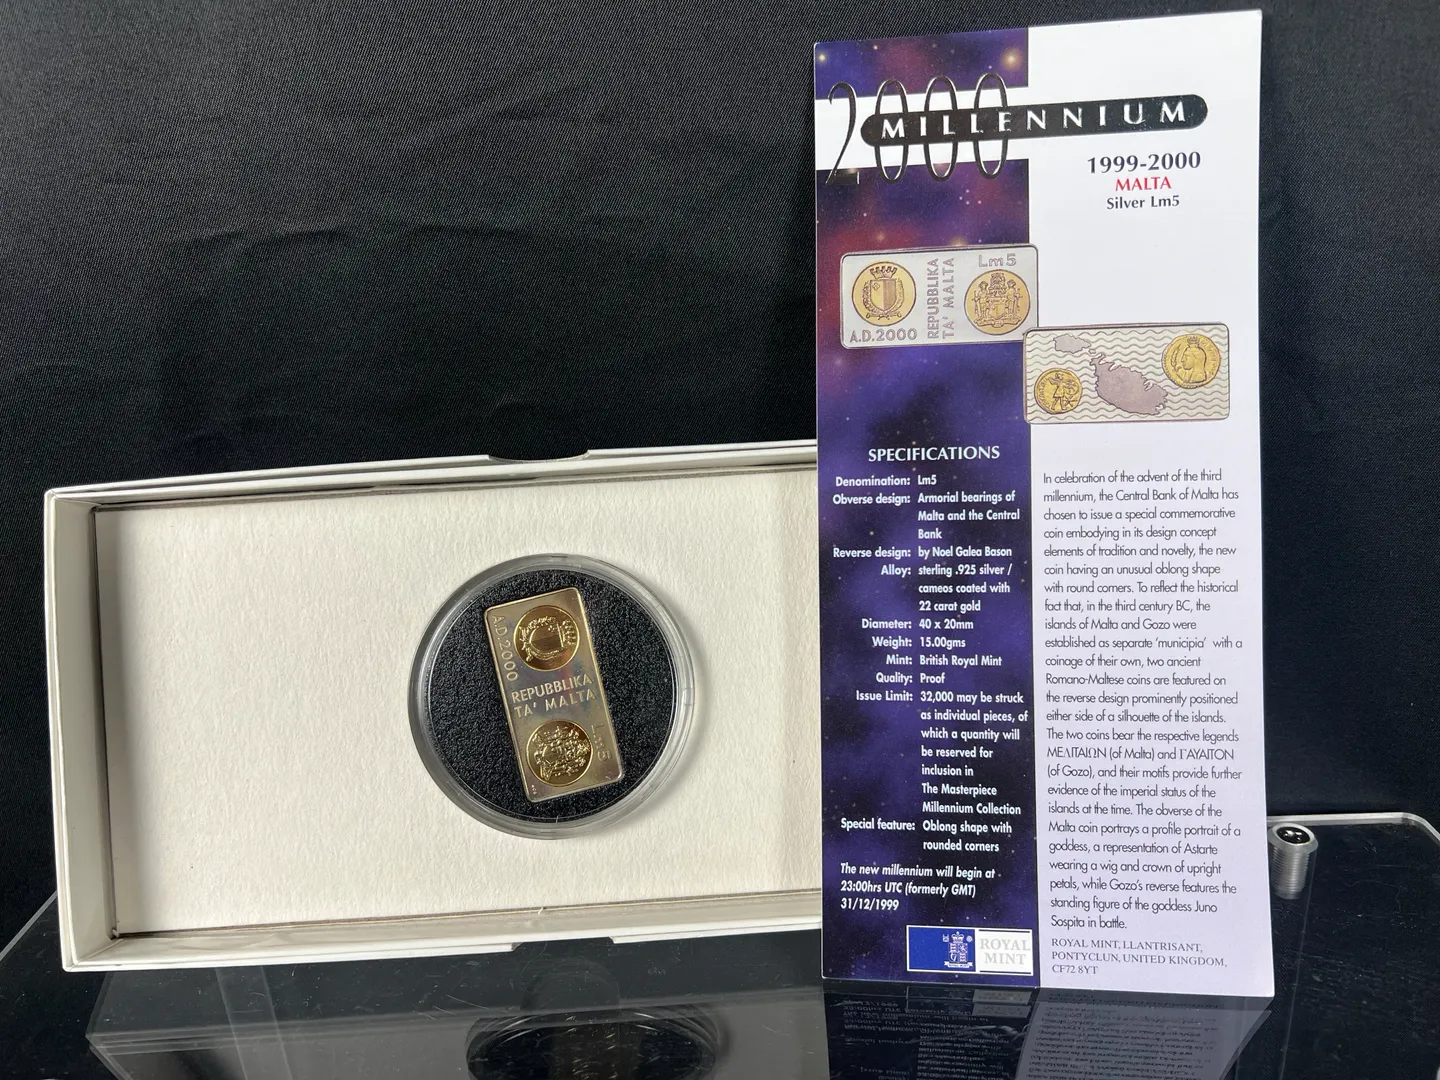 2000
MILLENNIUM
1999-2000
MALTA
Silver Lm5
A.D.2000
REPUBBLIKA
TA' MALTA
Lm5
SPECIFICATIONS
Denomination: Lm5
Obverse design: Armorial bearings of
Malta and the Central
Bank
Reverse design: by Noel Galea Bason
Alloy: sterling .925 silver /
cameos coated with
22 carat gold
Diameter: 40 x 20mm
Weight: 15.00gms
Mint: British Royal Mint
Quality: Proof
Issue Limit: 32,000 may be struck
as individual pieces, of
which a quantity will
be reserved for
inclusion in
The Masterpiece
Millennium Collection
Special feature: Oblong shape with
rounded corners
The new millennium will begin at
23:00hrs UTC (formerly GMT)
31/12/1999
ROYAL
MINT
In celebration of the advent of the third
millennium, the Central Bank of Malta has
chosen to issue a special commemorative
coin embodying in its design concept
elements of tradition and novelty, the new
coin having an unusual oblong shape
with round corners. To reflect the historical
fact that, in the third century BC, the
islands of Malta and Gozo were
established as separate 'municipia' with a
coinage of their own, two ancient
Romano-Maltese coins are featured on
the reverse design prominently positioned
either side of a silhouette of the islands.
The two coins bear the respective legends
ΜΕΛΙΤΑΙΩΝ (of Malta) and ΓΑΥΛΙΤΟΝ
(of Gozo), and their motifs provide further
evidence of the imperial status of the
islands at the time. The obverse of the
Malta coin portrays a profile portrait of a
goddess, a representation of Astarte
wearing a wig and crown of upright
petals, while Gozo's reverse features the
standing figure of the goddess Juno
Sospita in battle.
ROYAL MINT, LLANTRISANT,
PONTYCLUN, UNITED KINGDOM,
CF72 8YT
A.D.2000
REPUBBLIKA
TA' MALTA
Lm5